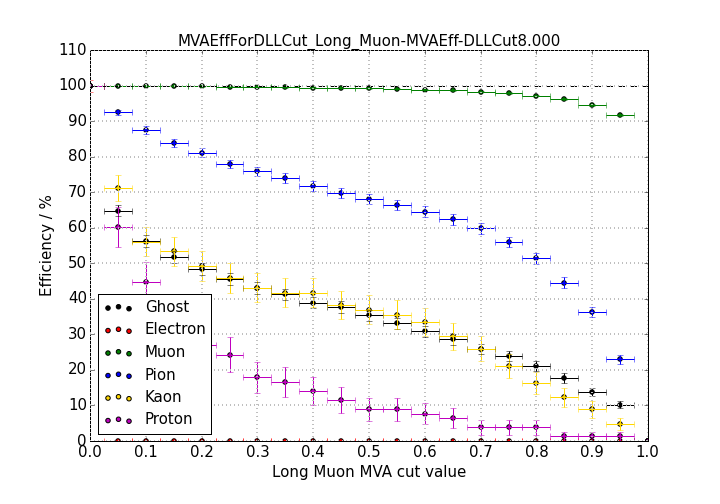 MVAEffForDLLCut_Long_Muon-MVAEff-DLLCut8.000
110
100
90
80
70
60
50
40
30
20
10
0
Efficiency / %
Ghost
Electron
Muon
Pion
Kaon
Proton
0.0 0.1 0.2 0.3 0.4 0.5 0.6 0.7 0.8 0.9 1.0
Long Muon MVA cut value